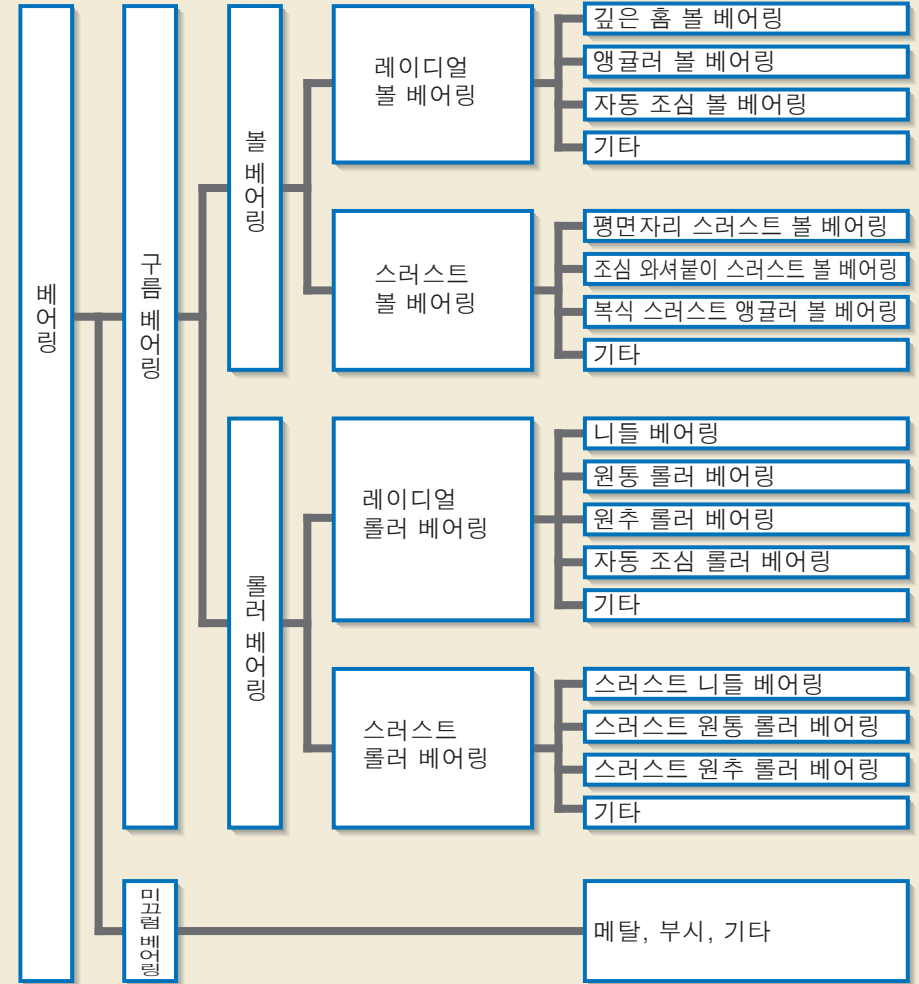 베어링
구름 베어링
볼 베어링
레이디얼
볼 베어링
깊은 홈 볼 베어링
앵귤러 볼 베어링
자동 조심 볼 베어링
기타
스러스트
볼 베어링
평면자리 스러스트 볼 베어링
조심 와셔붙이 스러스트 볼 베어링
복식 스러스트 앵귤러 볼 베어링
기타
롤러 베어링
레이디얼
롤러 베어링
니들 베어링
원통 롤러 베어링
원추 롤러 베어링
자동 조심 롤러 베어링
기타
스러스트
롤러 베어링
스러스트 니들 베어링
스러스트 원통 롤러 베어링
스러스트 원추 롤러 베어링
기타
미끄럼 베어링
메탈, 부시, 기타